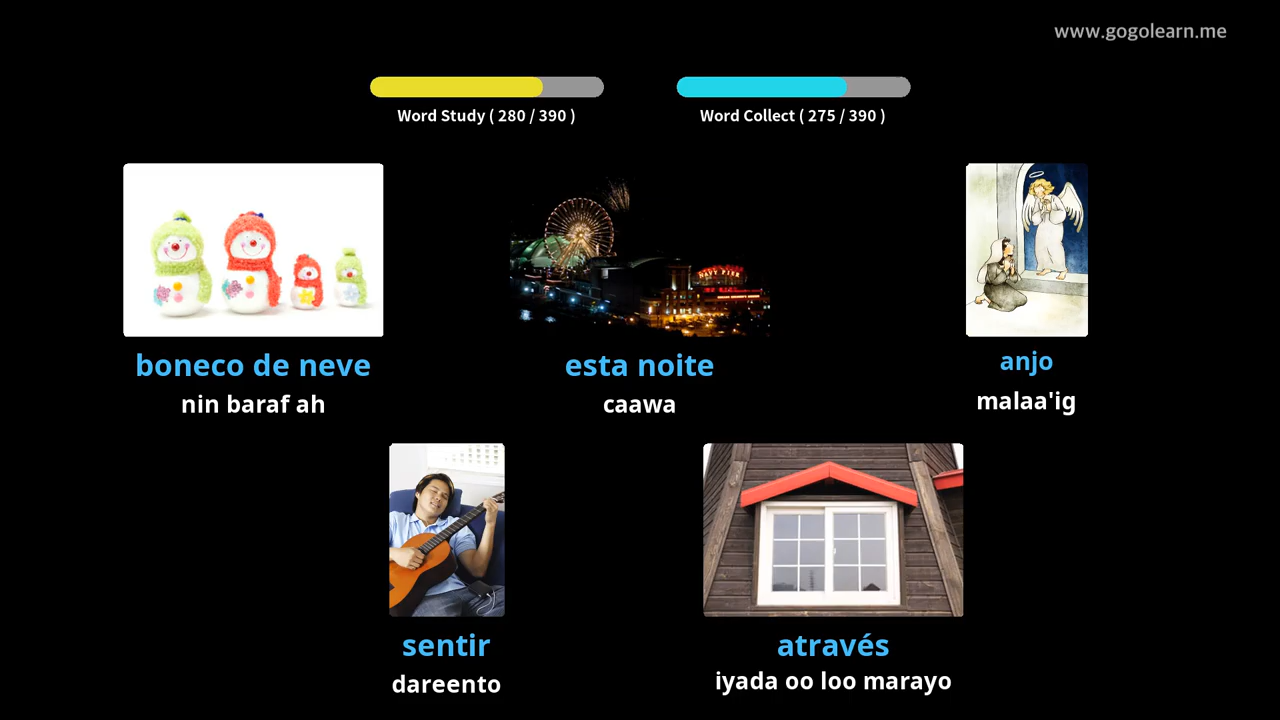 www.gogolearn.me
Word Study ( 280 / 390 )
Word Collect ( 275 / 390 )
boneco de neve
nin baraf ah
esta noite
caawa
anjo
malaa'ig
sentir
dareento
através
iyada oo loo marayo